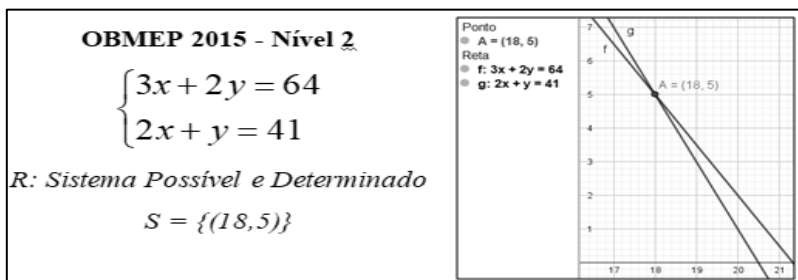 OBMEP 2015 - Nível 2
3x + 2y = 64
2x + y = 41
R: Sistema Possível e Determinado
S = {(18,5)}
Ponto
A = (18, 5)
Reta
f: 3x + 2y = 64
g: 2x + y = 41
7
g
f
6
A = (18, 5)
5
4
3
2
1
17 18 19 20 21